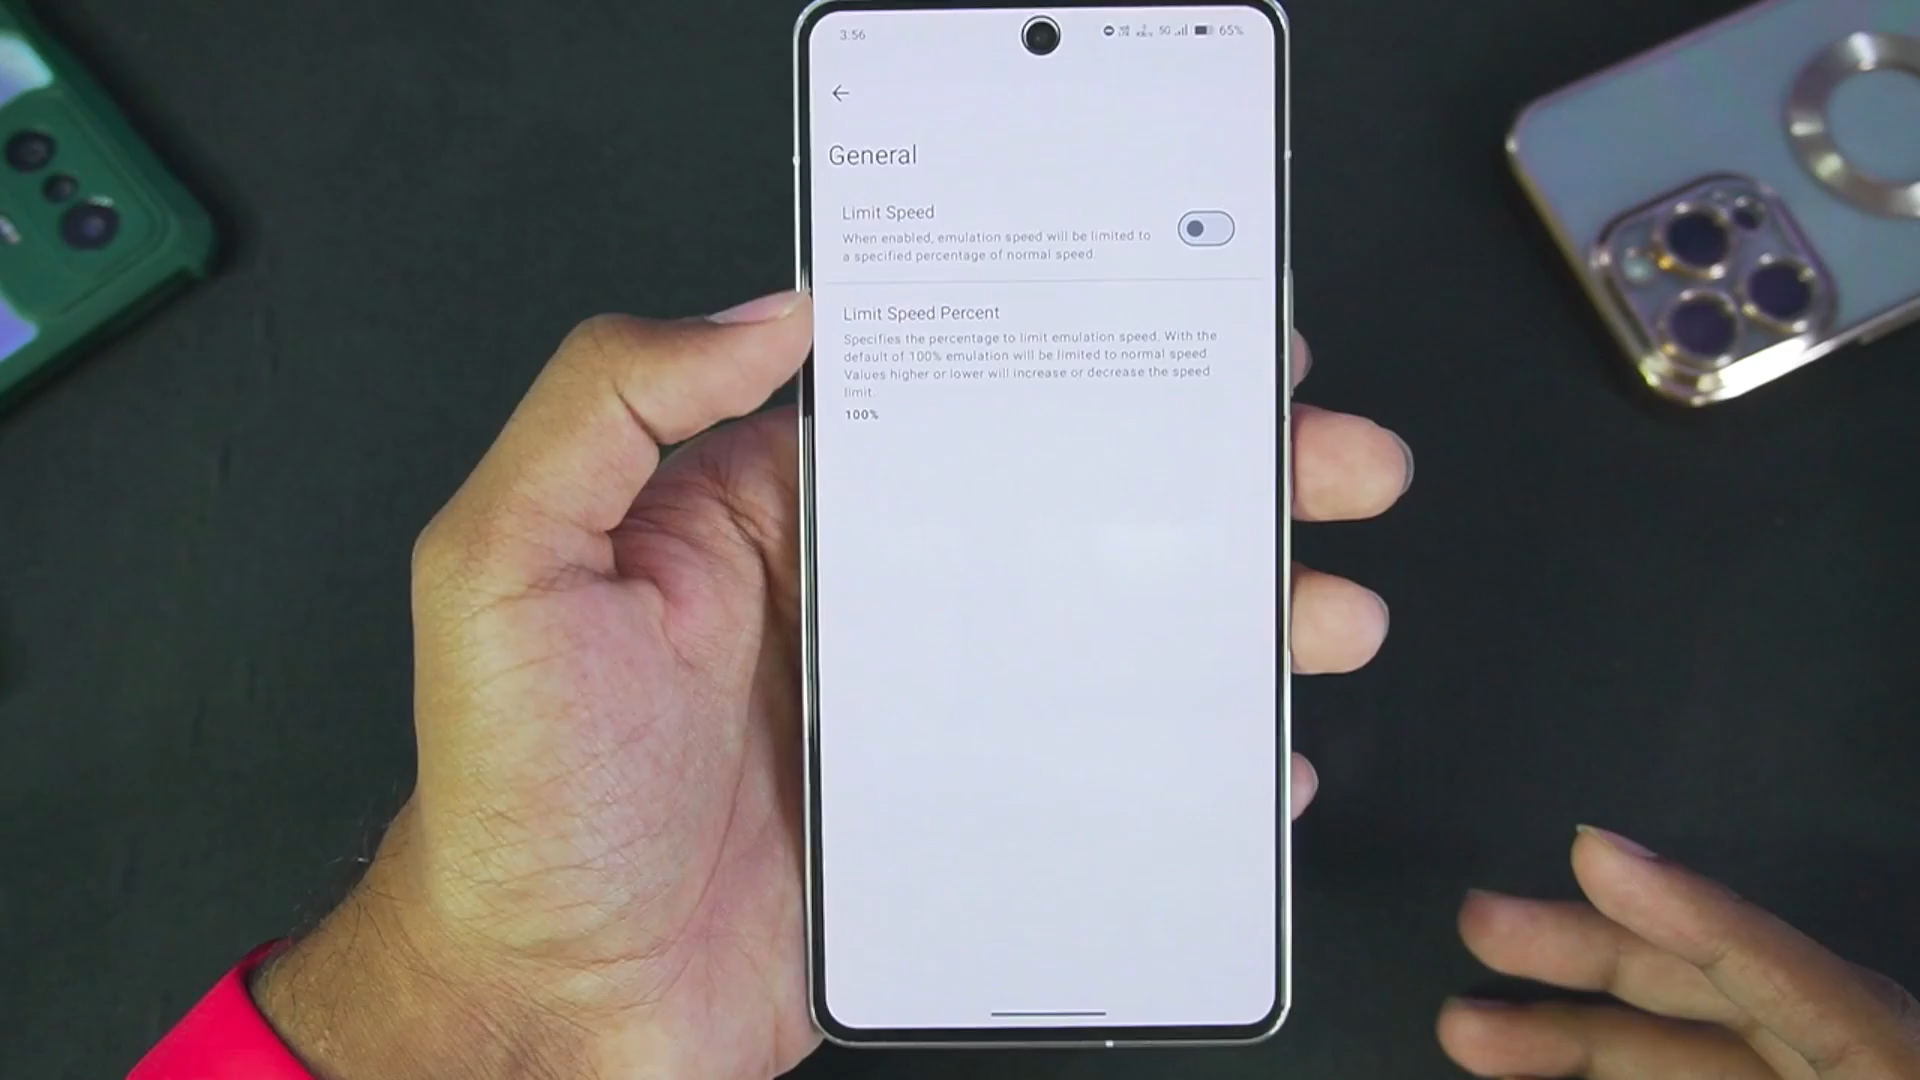 3:56
5G 65%
General
Limit Speed
When enabled, emulation speed will be limited to
a specified percentage of normal speed.
Limit Speed Percent
Specifies the percentage to limit emulation speed. With the
default of 100% emulation will be limited to normal speed
Values higher or lower will increase or decrease the speed
limit.
100%